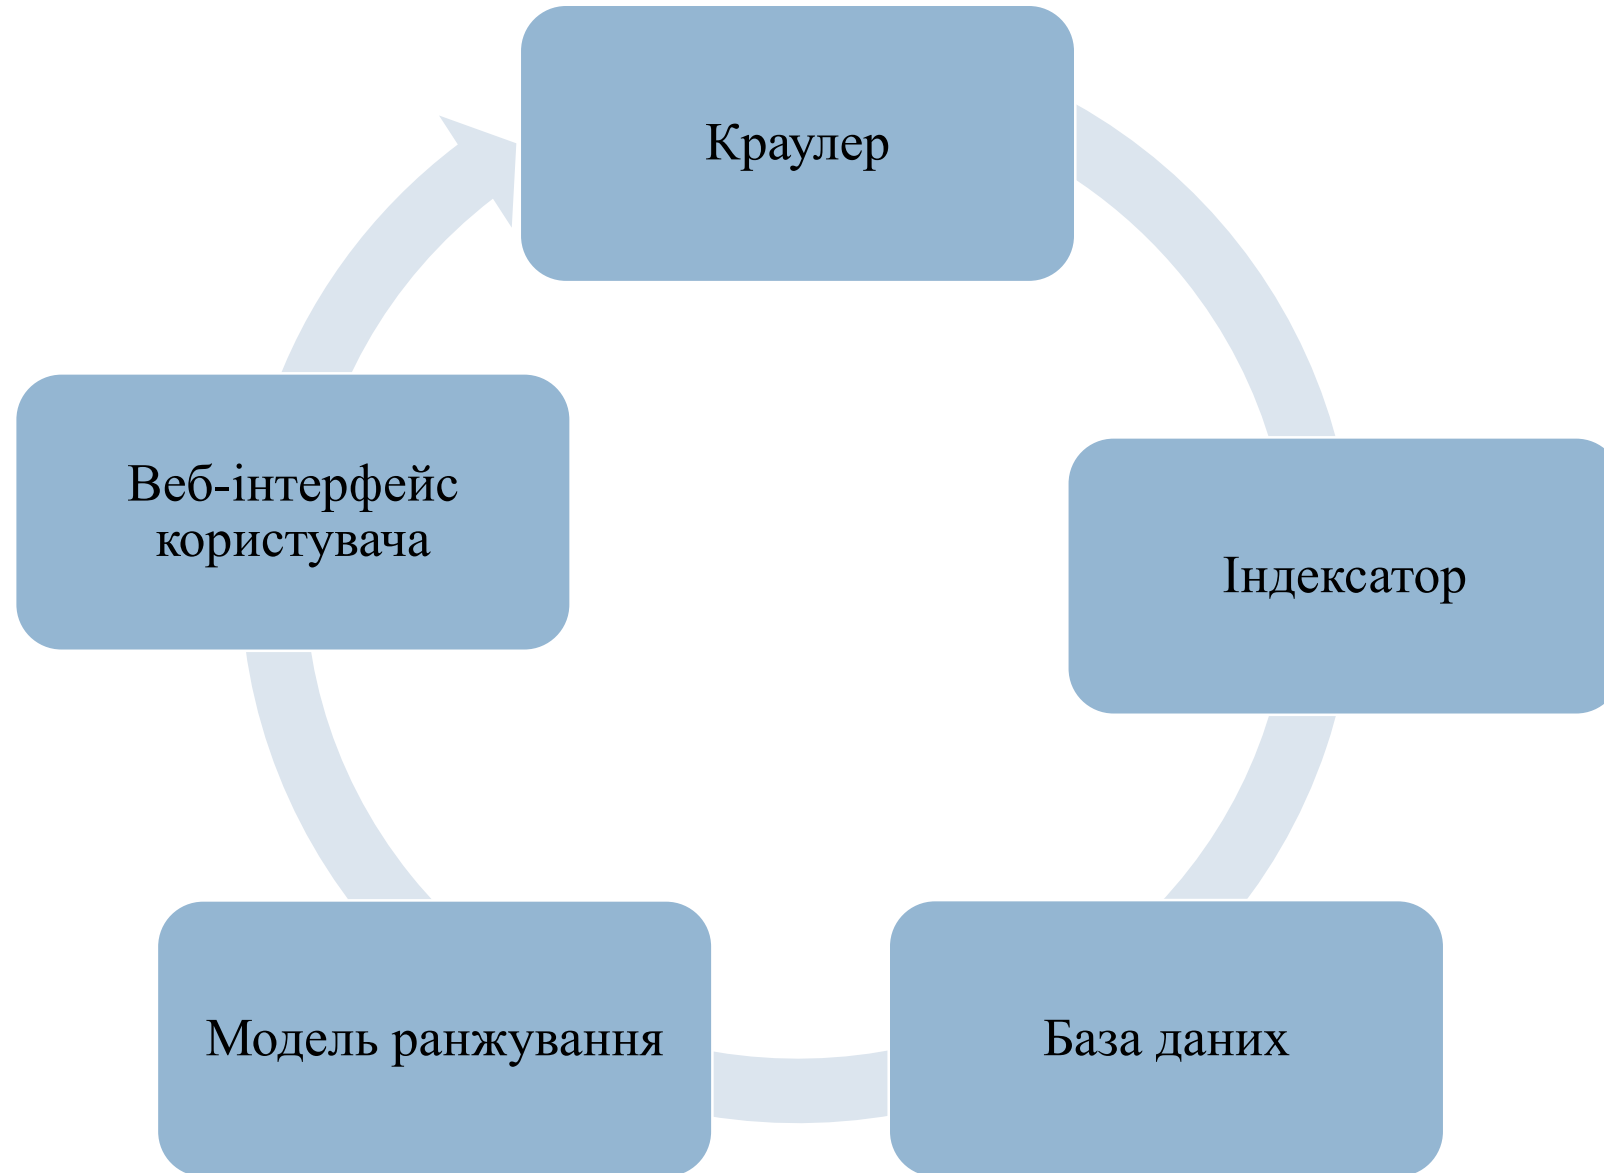 Краулер
Веб-інтерфейс
користувача
Індексатор
Модель ранжування
База даних